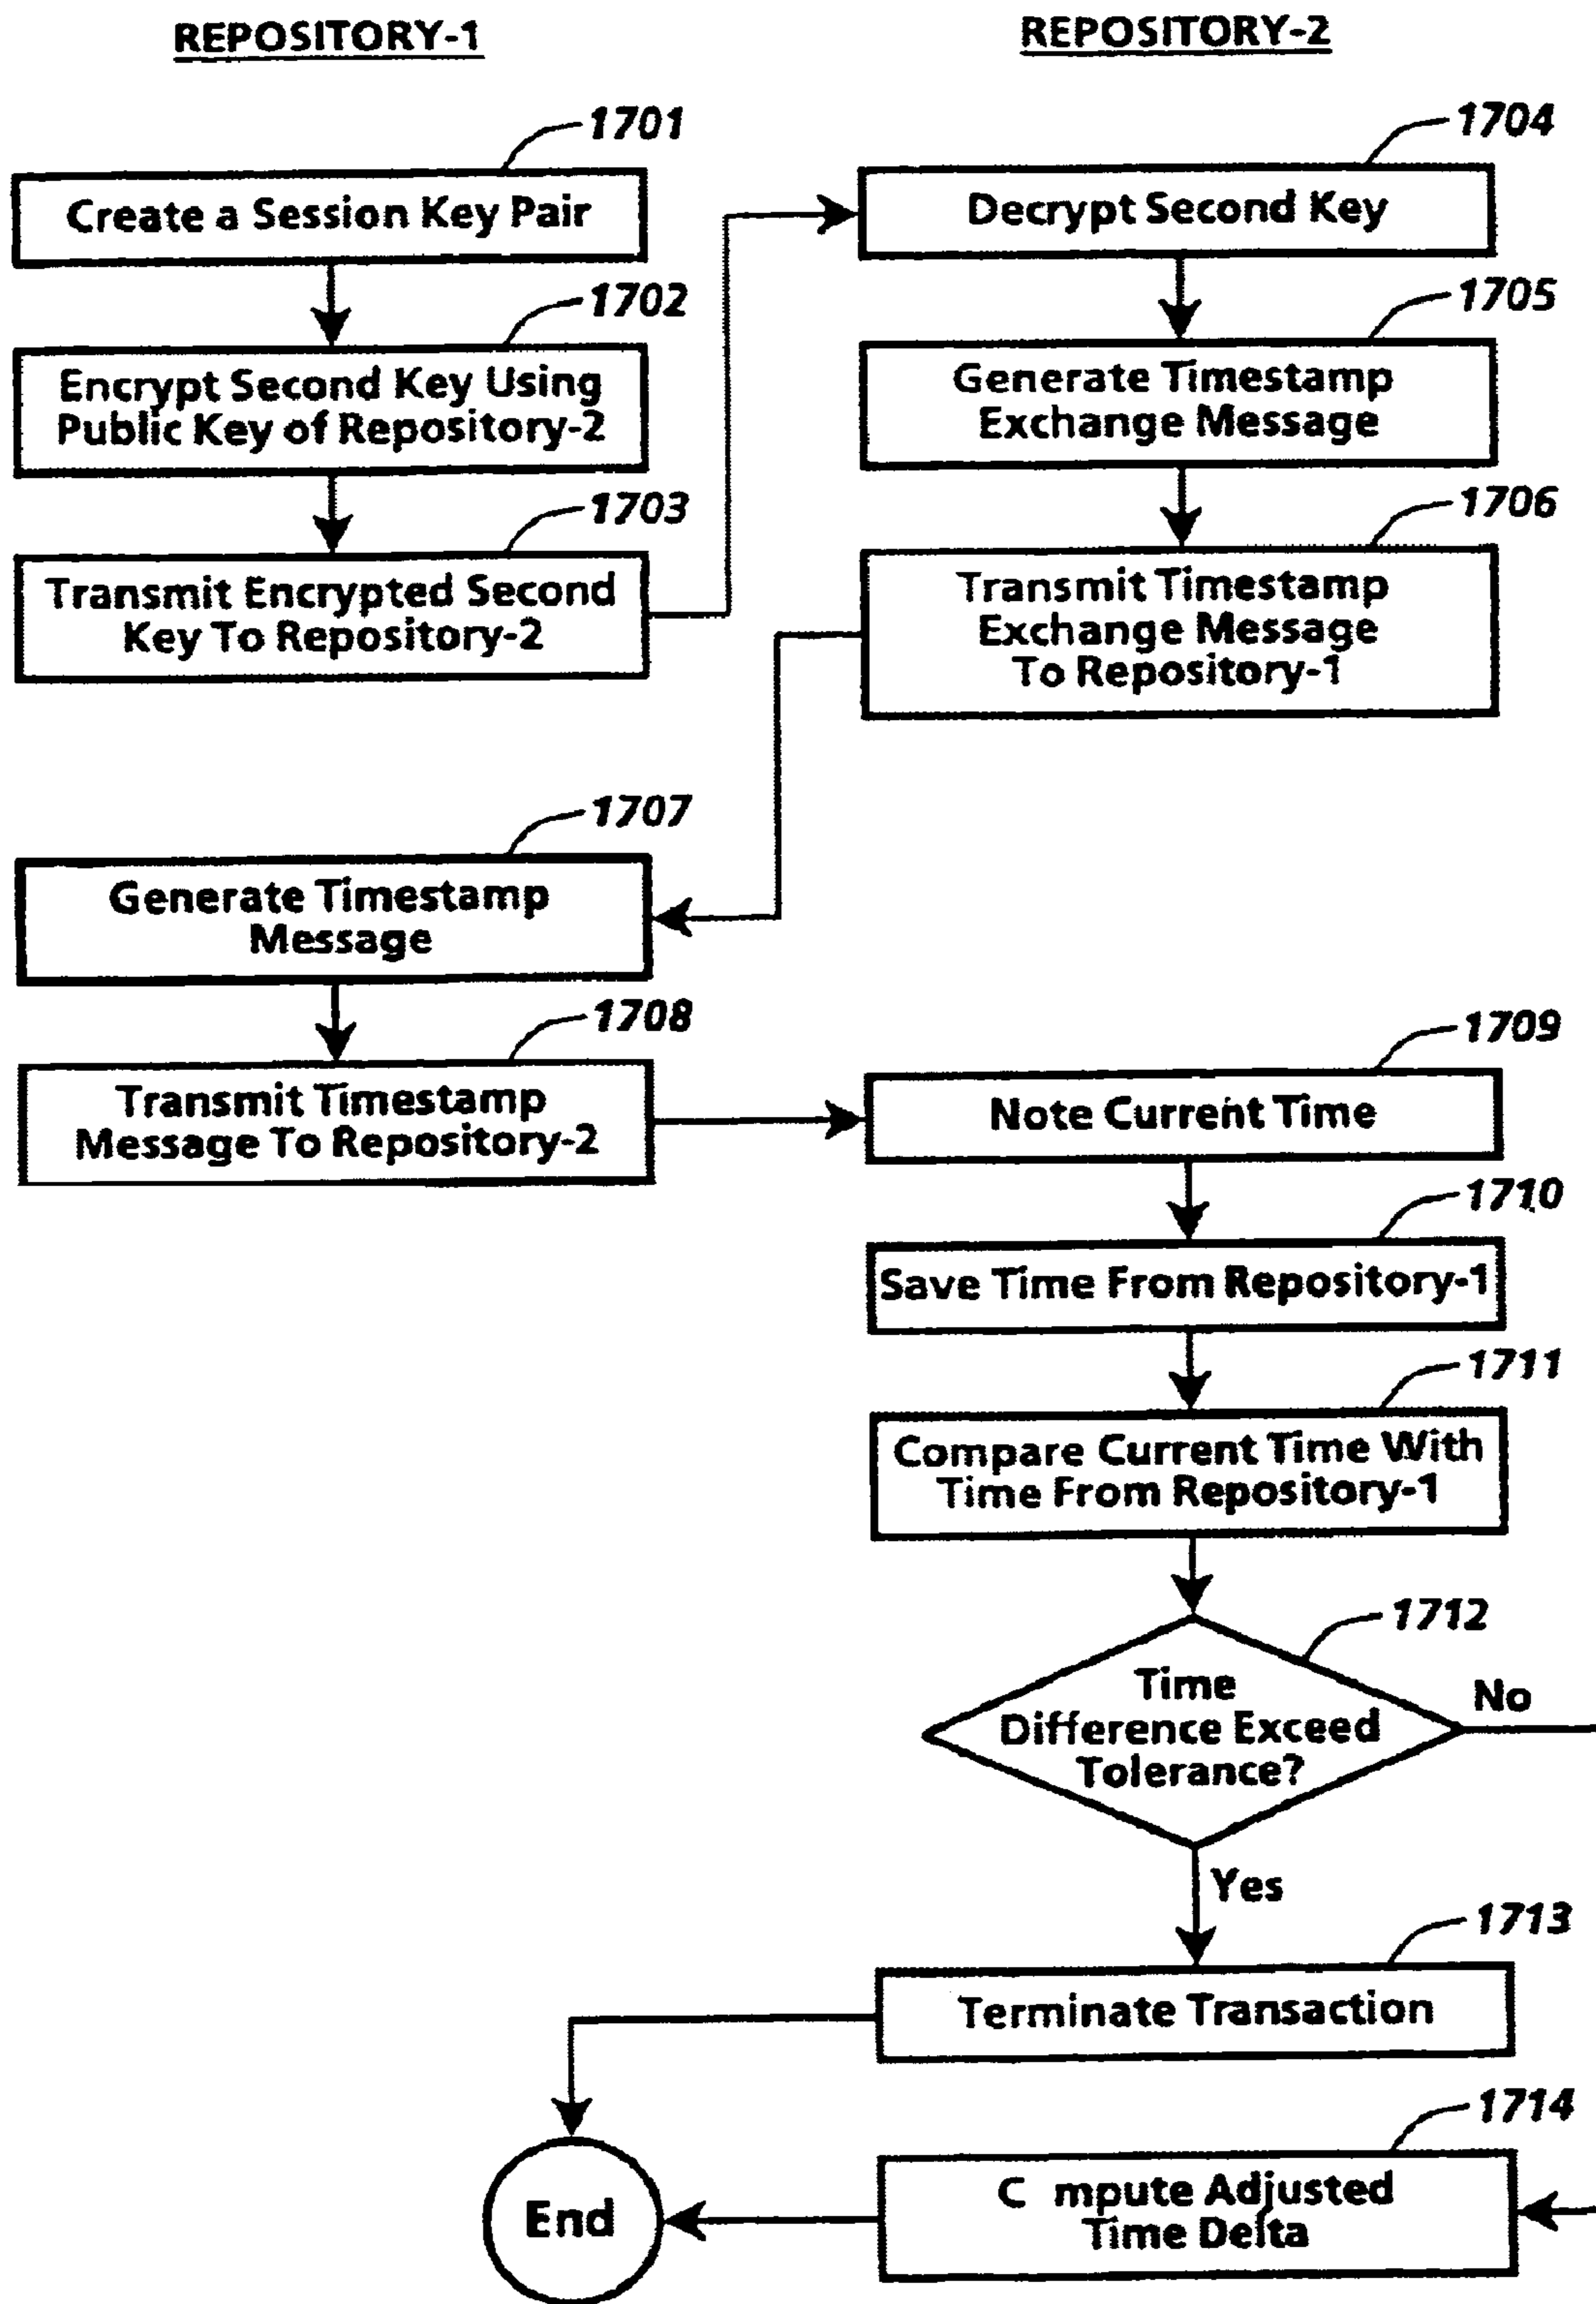 REPOSITORY-1
REPOSITORY-2
1701
Create a Session Key Pair
1702
Encrypt Second Key Using
Public Key of Repository-2
1703
Transmit Encrypted Second
Key To Repository-2
1704
Decrypt Second Key
1705
Generate Timestamp
Exchange Message
1706
Transmit Timestamp
Exchange Message
To Repository-1
1707
Generate Timestamp
Message
1708
Transmit Timestamp
Message To Repository-2
1709
Note Current Time
1710
Save Time From Repository-1
1711
Compare Current Time With
Time From Repository-1
1712
Time
Difference Exceed
Tolerance?
No
Yes
1713
Terminate Transaction
1714
C mpute Adjusted
Time Delta
End